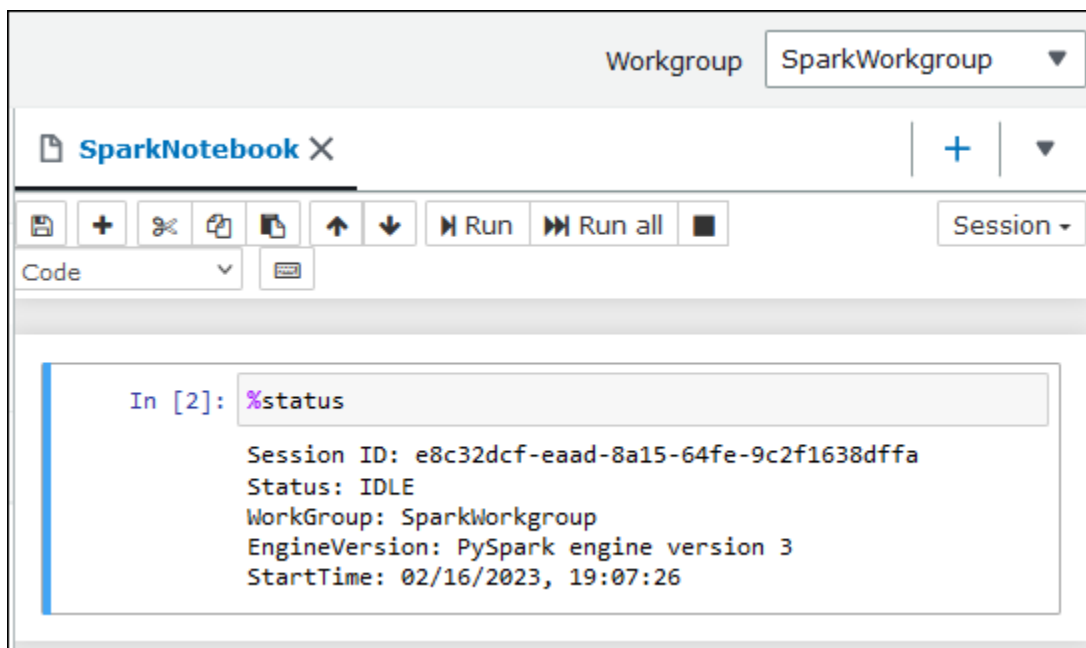 Workgroup SparkWorkgroup
SparkNotebook
Run Run all Session
Code
In [2]: %status
Session ID: e8c32dcf-eaad-8a15-64fe-9c2f1638dffa
Status: IDLE
WorkGroup: SparkWorkgroup
EngineVersion: PySpark engine version 3
StartTime: 02/16/2023, 19:07:26